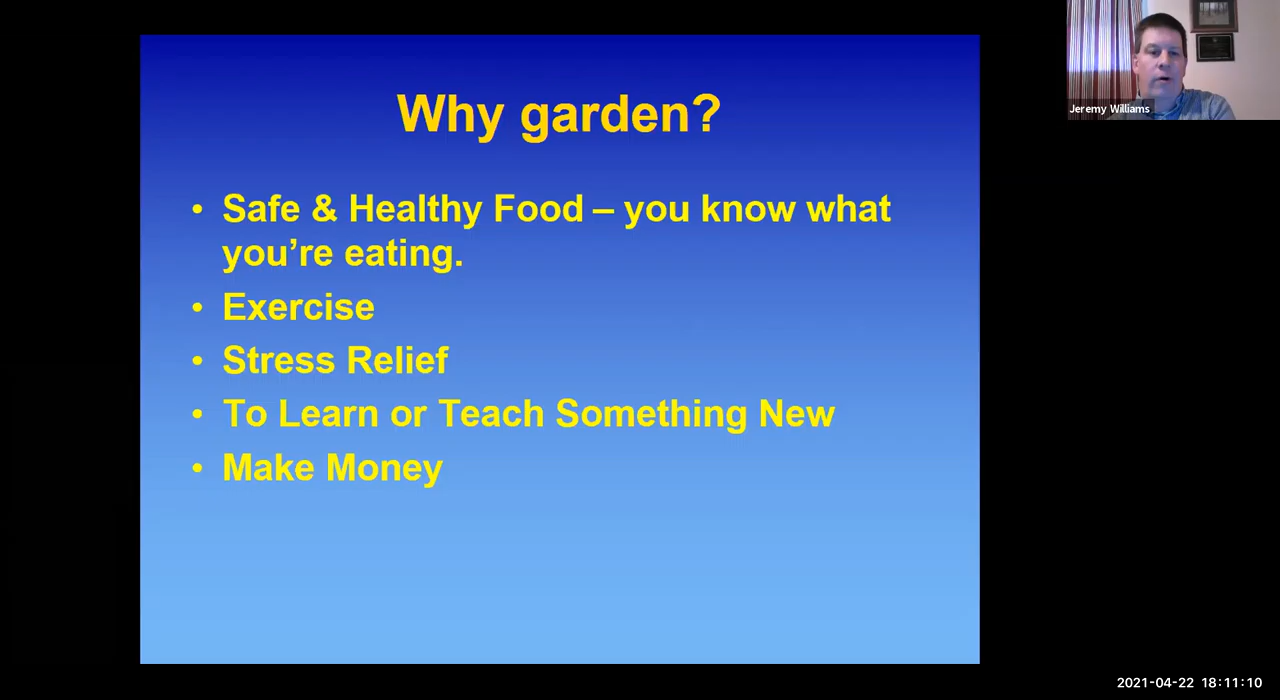 Why garden?
• Safe & Healthy Food – you know what
you're eating.
• Exercise
• Stress Relief
• To Learn or Teach Something New
• Make Money
Jeremy Williams
2021-04-22 18:11:10